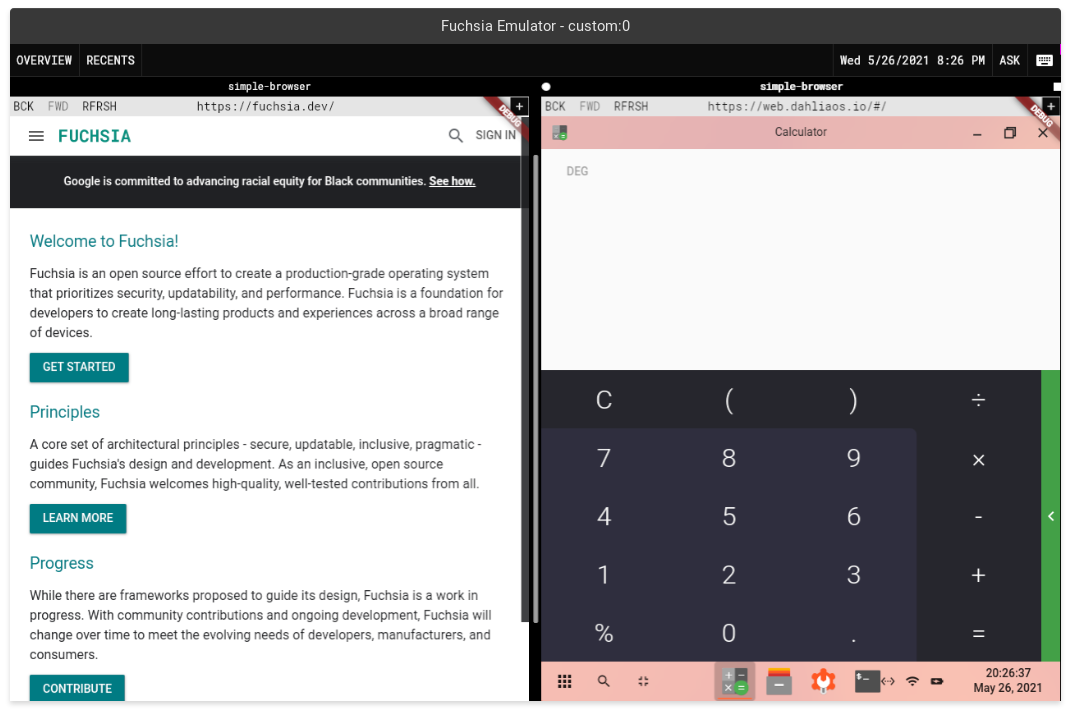 Fuchsia Emulator - custom:0
OVERVIEW RECENTS Wed 5/26/2021 8:26 PM ASK
simple-browser
BCK FWD RFRSH https://fuchsia.dev/ +
DEBUG
FUCHSIA SIGN IN
Google is committed to advancing racial equity for Black communities. See how.
Welcome to Fuchsia!
Fuchsia is an open source effort to create a production-grade operating system
that prioritizes security, updatability, and performance. Fuchsia is a foundation for
developers to create long-lasting products and experiences across a broad range
of devices.
GET STARTED
Principles
A core set of architectural principles - secure, updatable, inclusive, pragmatic -
guides Fuchsia's design and development. As an inclusive, open source
community, Fuchsia welcomes high-quality, well-tested contributions from all.
LEARN MORE
Progress
While there are frameworks proposed to guide its design, Fuchsia is a work in
progress. With community contributions and ongoing development, Fuchsia will
change over time to meet the evolving needs of developers, manufacturers, and
consumers.
CONTRIBUTE
simple-browser
BCK FWD RFRSH https://web.dahliaos.io/#/ +
DEBUG
Calculator
DEG
C ( ) ÷
7 8 9 ×
4 5 6 -
1 2 3 +
% 0 . =
20:26:37
May 26, 2021